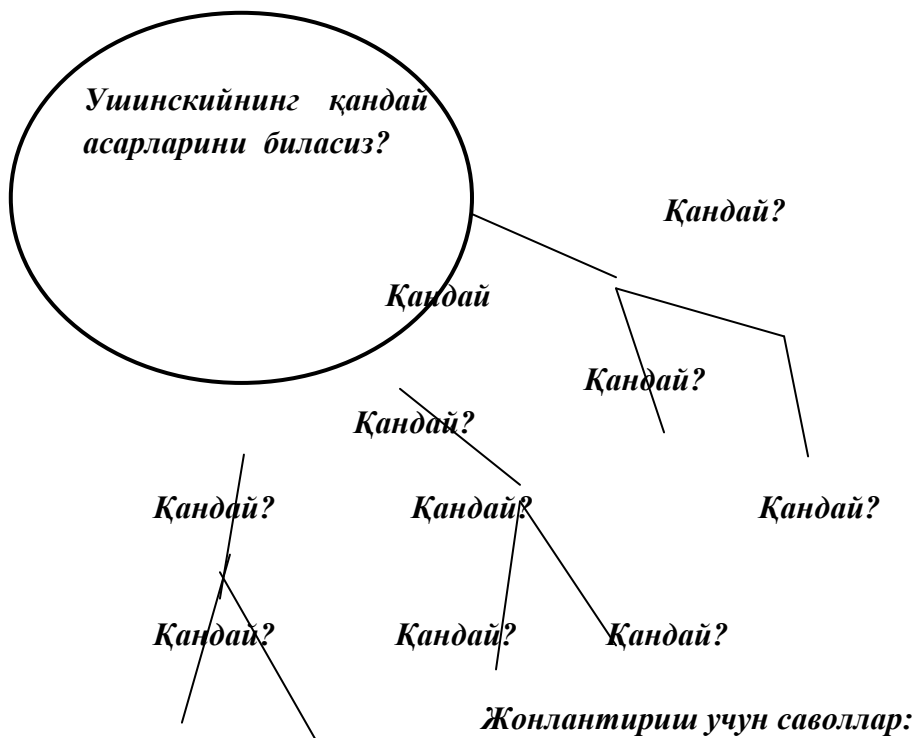 Ушинскийнинг қандай
асарларини биласиз?
Қандай?
Қандай
Қандай?
Қандай?
Қандай? Қандай? Қандай?
Қандай? Қандай? Қандай?
Жонлантириш учун саволлар: